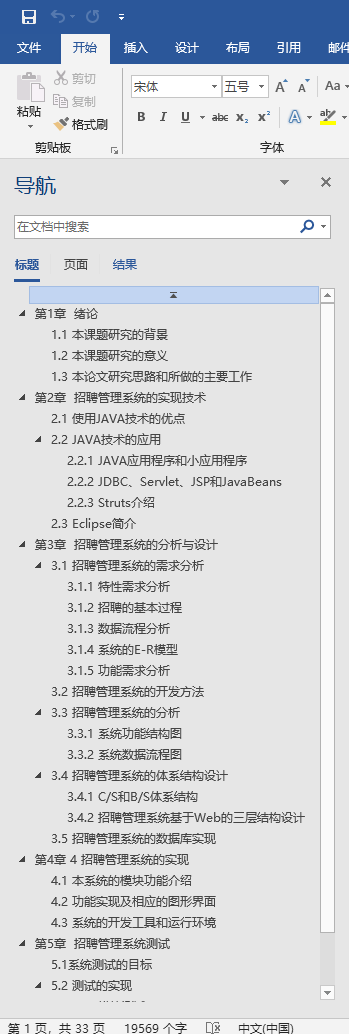 文件 开始 插入 设计 布局 引用 邮件
粘贴 剪切
复制
格式刷
宋体 五号 A A Aa
B I U abc x₂ x² A aby
剪贴板 字体
导航
在文档中搜索
标题 页面 结果
第1章 绪论
1.1 本课题研究的背景
1.2 本课题研究的意义
1.3 本论文研究思路和所做的主要工作
第2章 招聘管理系统的实现技术
2.1 使用JAVA技术的优点
2.2 JAVA技术的应用
2.2.1 JAVA应用程序和小应用程序
2.2.2 JDBC、Servlet、JSP和JavaBeans
2.2.3 Struts介绍
2.3 Eclipse简介
第3章 招聘管理系统的分析与设计
3.1 招聘管理系统的需求分析
3.1.1 特性需求分析
3.1.2 招聘的基本过程
3.1.3 数据流程分析
3.1.4 系统的E-R模型
3.1.5 功能需求分析
3.2 招聘管理系统的开发方法
3.3 招聘管理系统的分析
3.3.1 系统功能结构图
3.3.2 系统数据流程图
3.4 招聘管理系统的体系结构设计
3.4.1 C/S和B/S体系结构
3.4.2 招聘管理系统基于Web的三层结构设计
3.5 招聘管理系统的数据库实现
第4章 4 招聘管理系统的实现
4.1 本系统的模块功能介绍
4.2 功能实现及相应的图形界面
4.3 系统的开发工具和运行环境
第5章 招聘管理系统测试
5.1系统测试的目标
5.2 测试的实现
第 1 页，共 33 页 19569 个字 中文(中国)